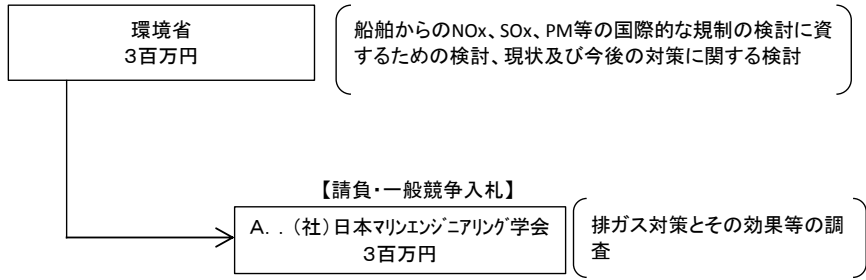 環境省
3百万円
船舶からのNOx、SOx、PM等の国際的な規制の検討に資
するための検討、現状及び今後の対策に関する検討
【請負・一般競争入札】
A. . (社)日本ﾏﾘﾝｴﾝｼﾞﾆｱﾘﾝｸﾞ学会
3百万円
排ガス対策とその効果等の調
査